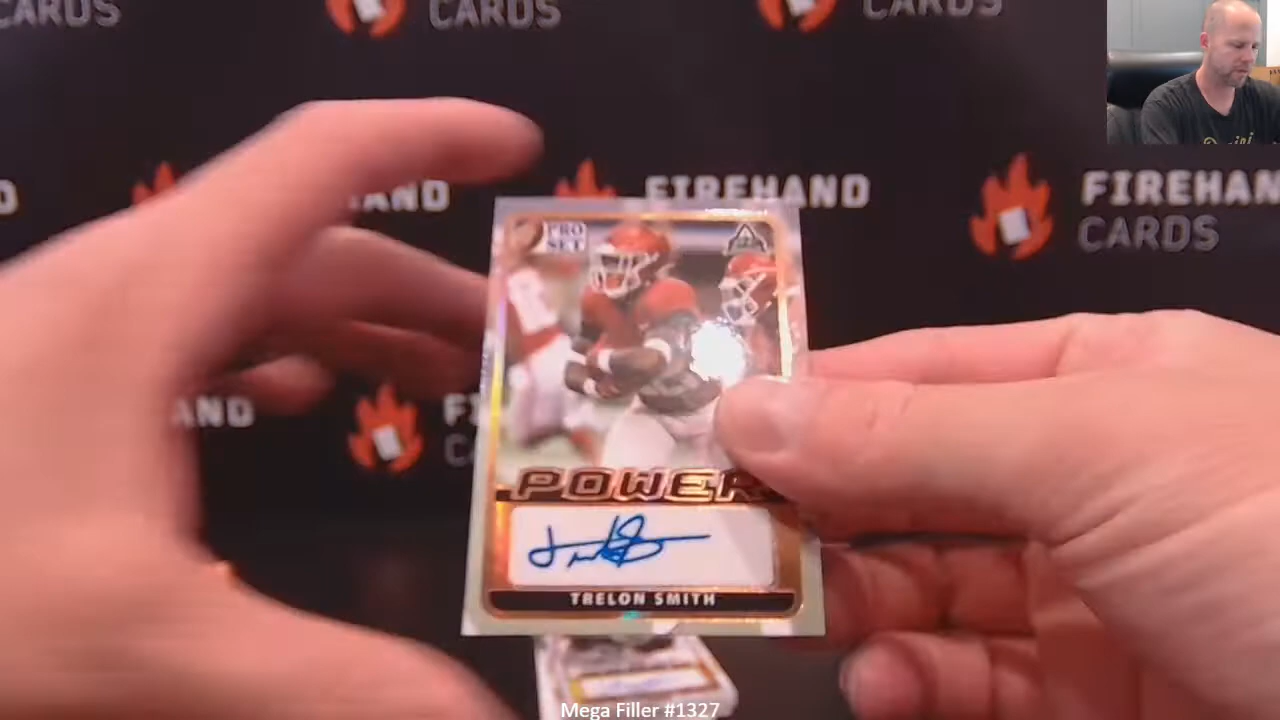 CARDS
CARDS
CARDS
FIREHAND
FIREHAN
CARDS
AND
AND
PRO
SET
POWER
TRELON SMITH
Mega Filler #1327